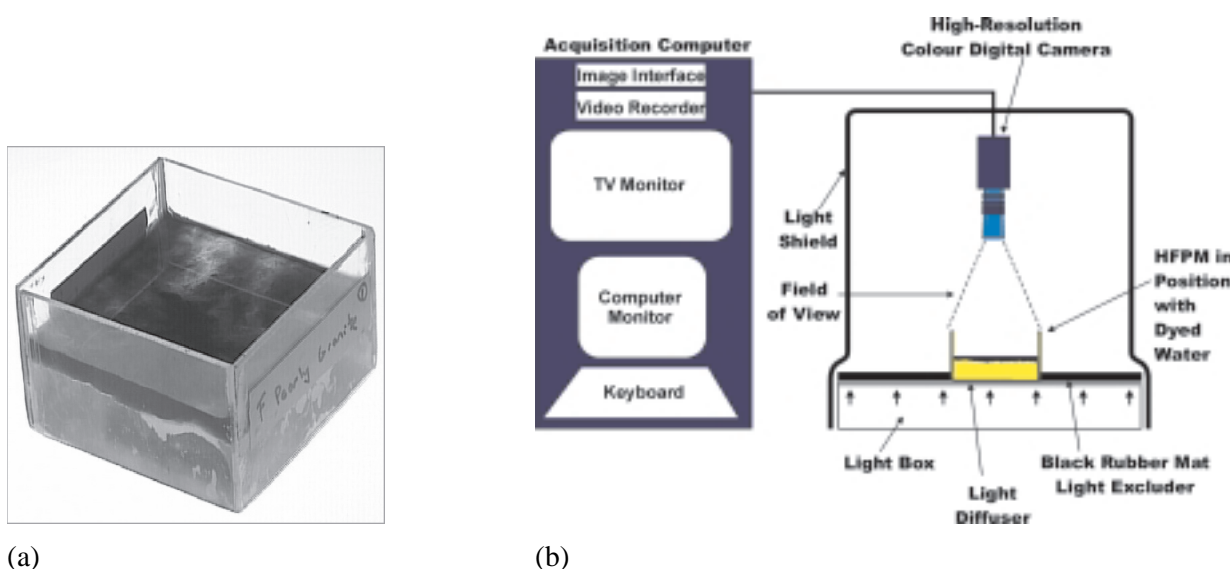 F Pearly Granite
①
(a)
Acquisition Computer
Image Interface
Video Recorder
TV Monitor
Computer
Monitor
Keyboard
High-Resolution
Colour Digital Camera
Light
Shield
Field
of View
HFPM in
Position
with
Dyed
Water
Light Box
Light
Diffuser
Black Rubber Mat
Light Excluder
(b)